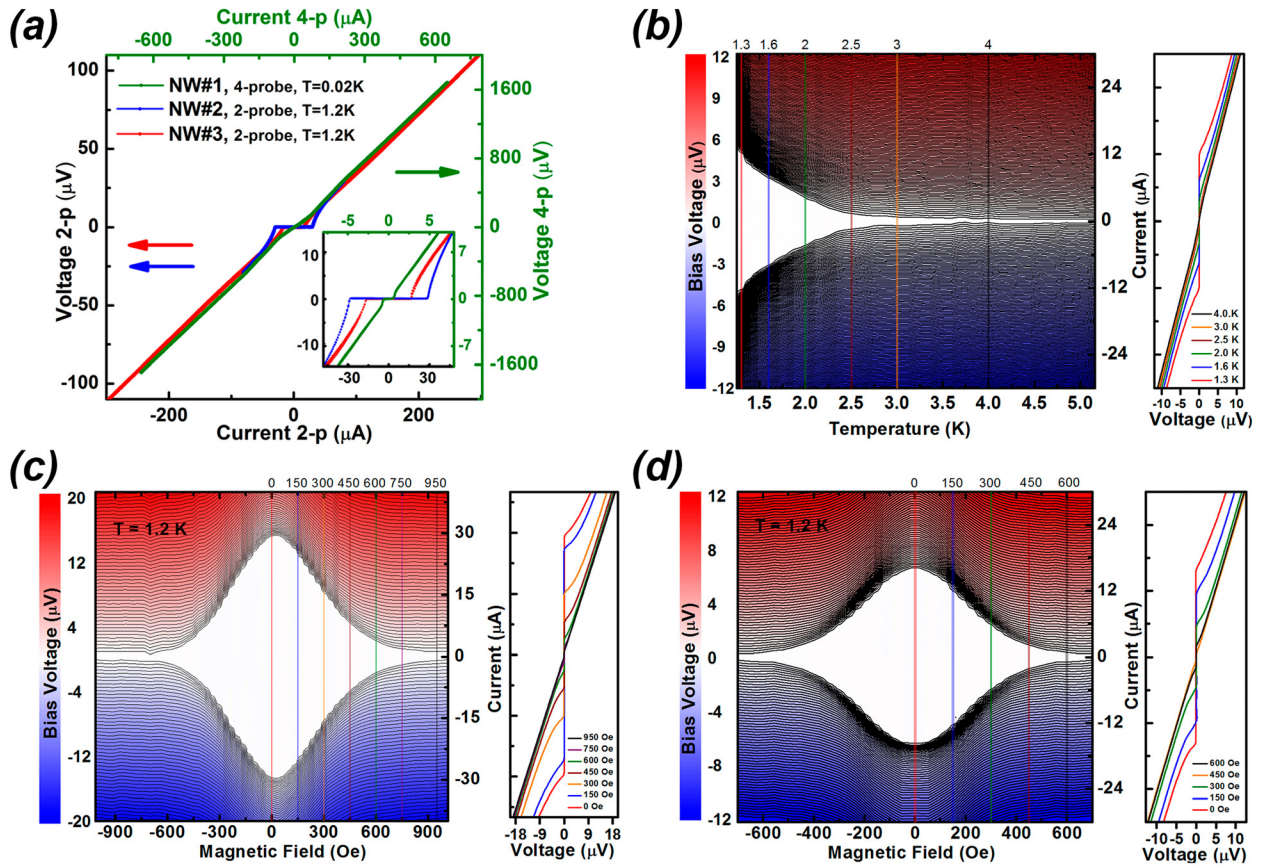 (a)
Current 4-p (μA)
-600 -300 0 300 600
100
50
0
-50
-100
Voltage 2-p (μV)
NW#1, 4-probe, T=0.02K
NW#2, 2-probe, T=1.2K
NW#3, 2-probe, T=1.2K
1600
800
0
-800
-1600
Voltage 4-p (μV)
-5 0 5
10
0
-10
7
0
-7
-30 0 30
-200 0 200
Current 2-p (μA)
(b)
1.3 1.6 2 2.5 3 4
12
9
6
3
0
-3
-6
-9
-12
Bias Voltage (μV)
1.5 2.0 2.5 3.0 3.5 4.0 4.5 5.0
Temperature (K)
24
12
0
-12
-24
Current (μA)
4.0. K
3.0 K
2.5 K
2.0 K
1.6 K
1.3 K
-10 -5 0 5 10
Voltage (μV)
(c)
0 150 300 450 600 750 950
T = 1.2 K
20
12
4
-4
-12
-20
Bias Voltage (μV)
-900 -600 -300 0 300 600 900
Magnetic Field (Oe)
30
15
0
-15
-30
Current (μA)
950 Oe
750 Oe
600 Oe
450 Oe
300 Oe
150 Oe
0 Oe
-18 -9 0 9 18
Voltage (μV)
(d)
0 150 300 450 600
T = 1.2 K
12
8
4
0
-4
-8
-12
Bias Voltage (μV)
-600 -400 -200 0 200 400 600
Magnetic Field (Oe)
24
12
0
-12
-24
Current (μA)
600 Oe
450 Oe
300 Oe
150 Oe
0 Oe
-10 -5 0 5 10
Voltage (μV)